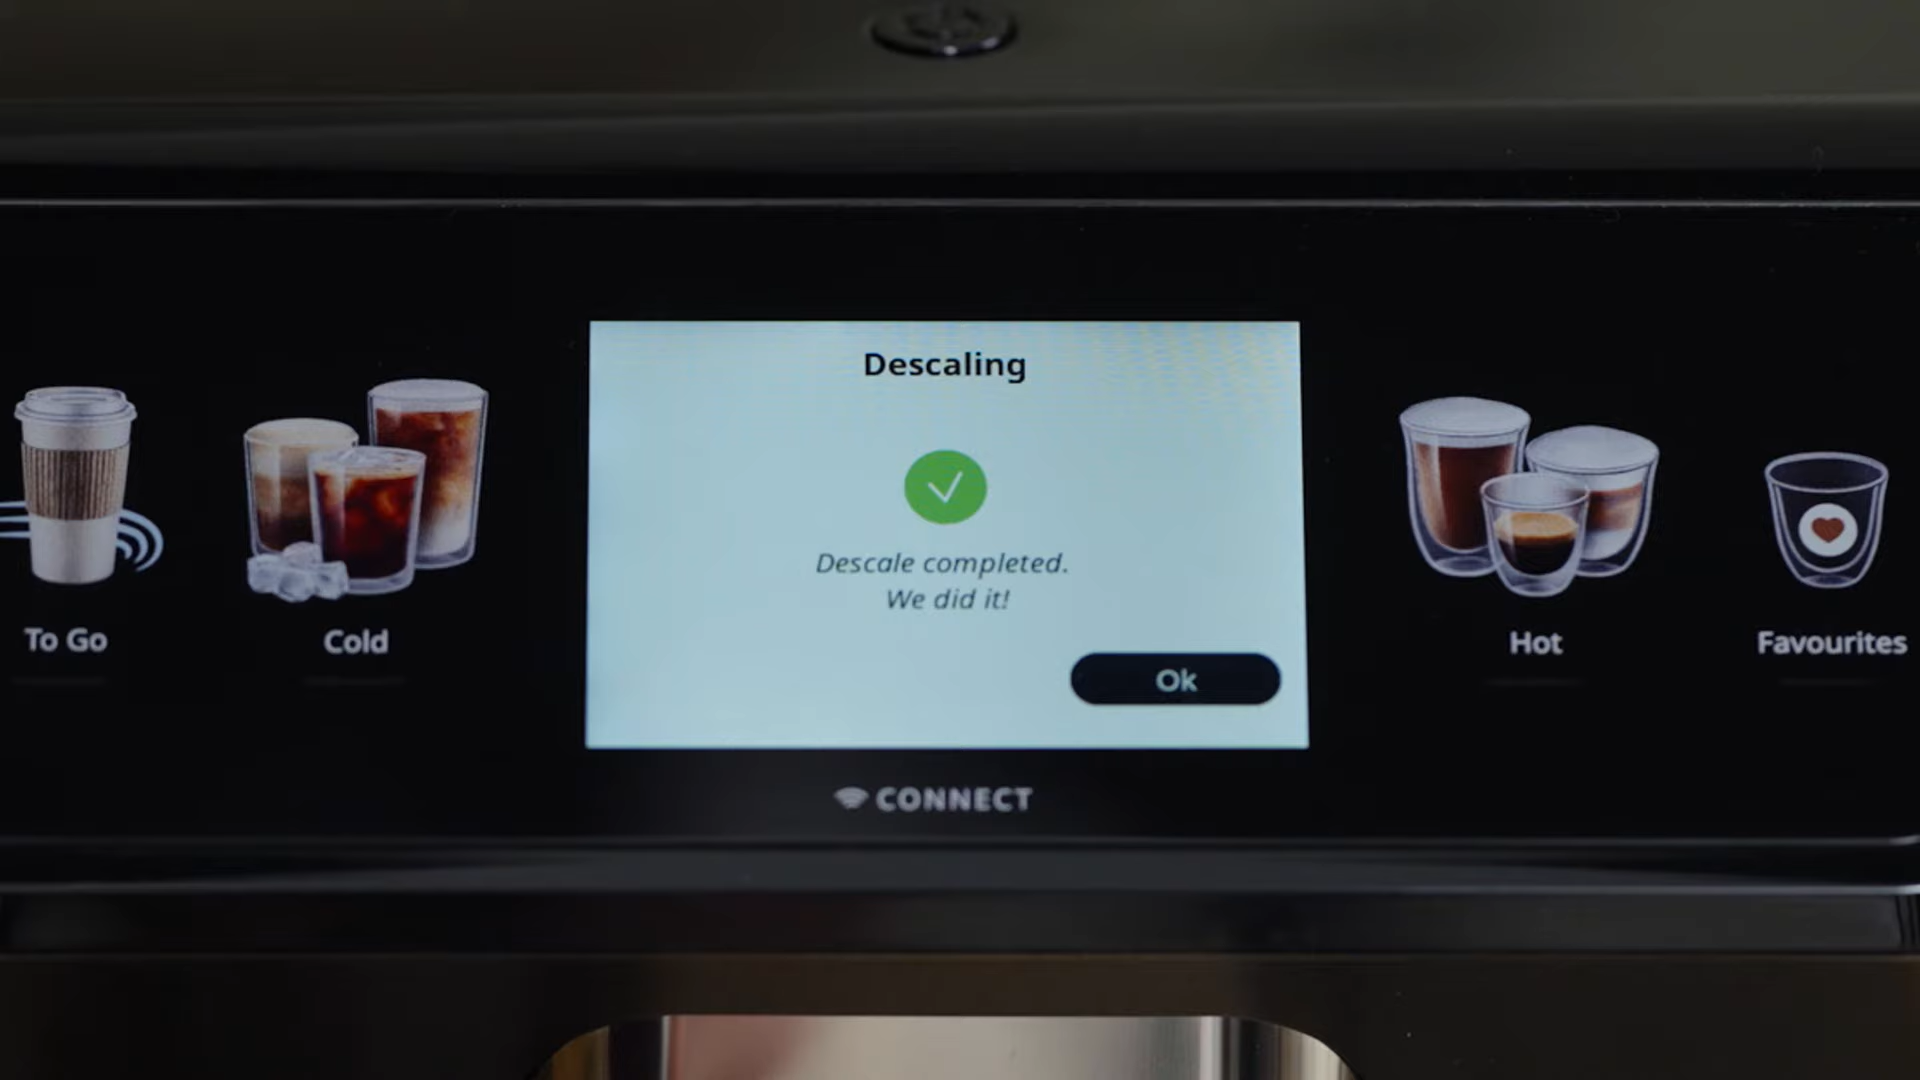 Descaling
Descale completed.
We did it!
Ok
To Go
Cold
Hot
Favourites
CONNECT